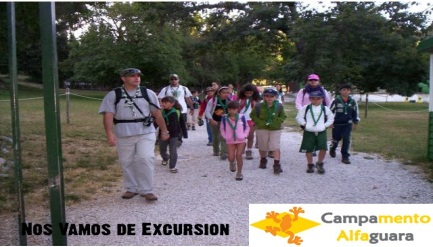 Nos Vamos de Excursion
Campamento
Alfaguara